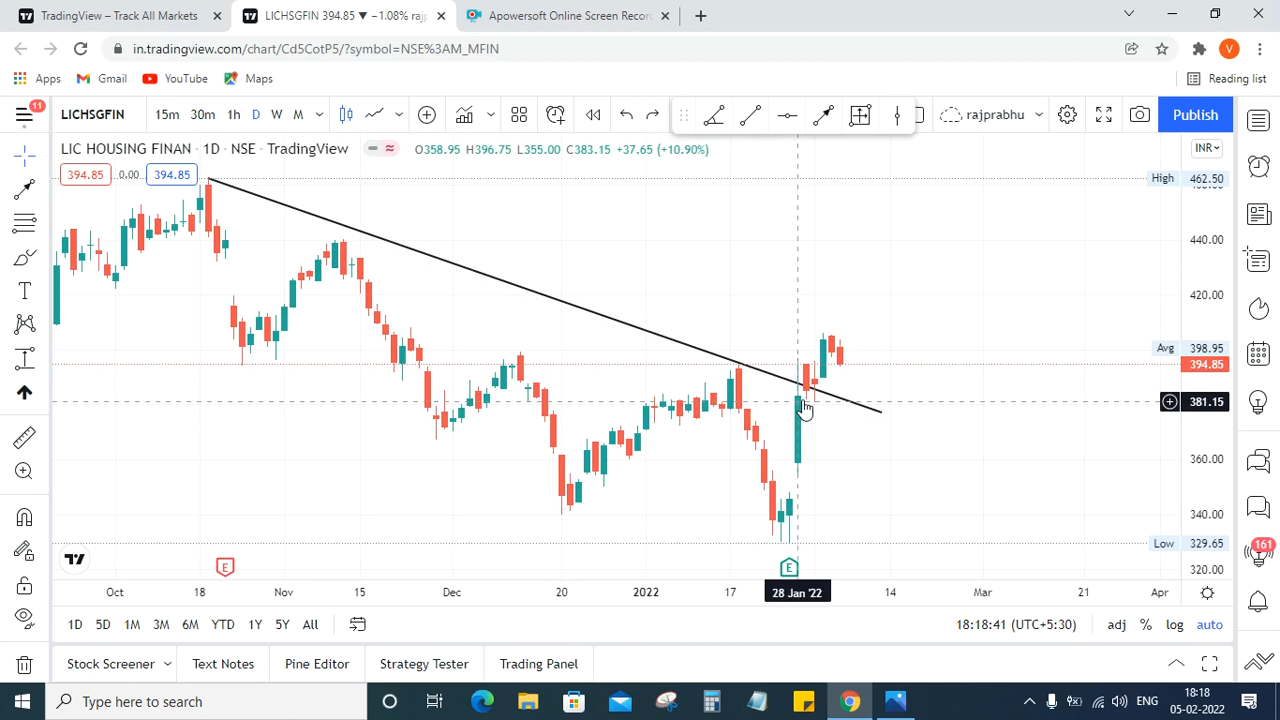 TradingView – Track All Markets
LICHSGFIN 394.85 ▼ −1.08% rajp
Apowersoft Online Screen Record
in.tradingview.com/chart/Cd5CotP5/?symbol=NSE%3AM_MFIN
V
Apps
Gmail
YouTube
Maps
Reading list
11
LICHSGFIN
15m 30m 1h D W M
rajprabhu
Publish
LIC HOUSING FINAN · 1D · NSE · TradingView
O358.95 H396.75 L355.00 C383.15 +37.65 (+10.90%)
INR
394.85 0.00 394.85
High 462.50
440.00
420.00
Avg 398.95
394.85
381.15
360.00
340.00
Low 329.65
320.00
E
E
161
Oct 18 Nov 15 Dec 20 2022 17 28 Jan '22 14 Mar 21 Apr
1D 5D 1M 3M 6M YTD 1Y 5Y All
18:18:41 (UTC+5:30) adj % log auto
Stock Screener Text Notes Pine Editor Strategy Tester Trading Panel
Type here to search
ENG
18:18
05-02-2022